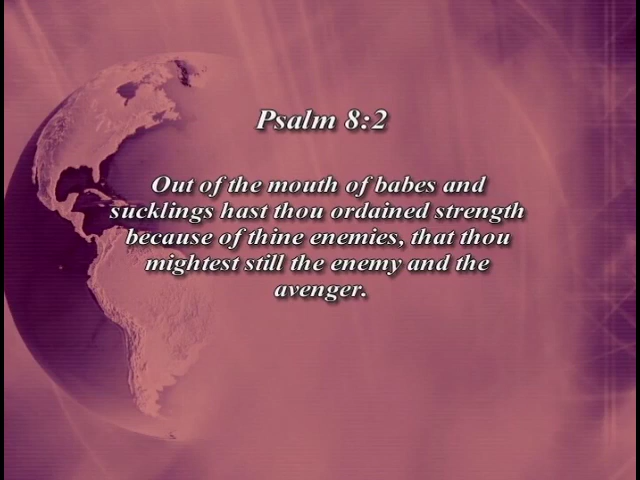 Psalm 8:2
Out of the mouth of babes and
sucklings hast thou ordained strength
because of thine enemies, that thou
mightest still the enemy and the
avenger.